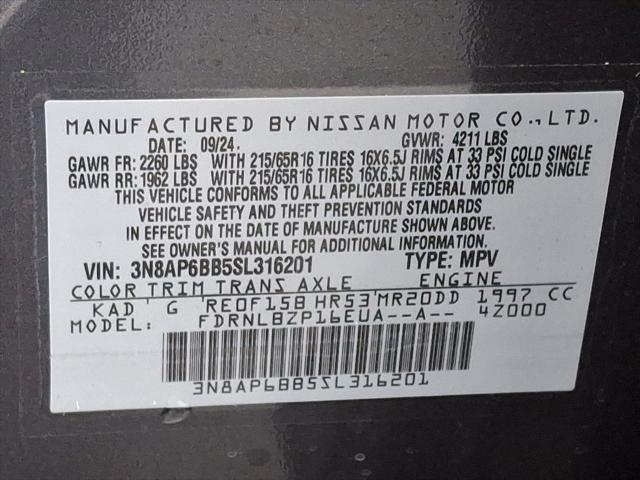 MANUFACTURED BY NISSAN MOTOR CO., LTD.
DATE: 09/24. GVWR: 4211 LBS
GAWR FR: 2260 LBS WITH 215/65R16 TIRES 16X6.5J RIMS AT 33 PSI COLD SINGLE
GAWR RR: 1962 LBS WITH 215/65R16 TIRES 16X6.5J RIMS AT 33 PSI COLD SINGLE
THIS VEHICLE CONFORMS TO ALL APPLICABLE FEDERAL MOTOR
VEHICLE SAFETY AND THEFT PREVENTION STANDARDS
IN EFFECT ON THE DATE OF MANUFACTURE SHOWN ABOVE.
SEE OWNER'S MANUAL FOR ADDITIONAL INFORMATION.
VIN: 3N8AP6BB5SL316201 TYPE: MPV
COLOR TRIM TRANS AXLE ENGINE
KAD G RE0F15B HR53 MR20DD 1997 CC
MODEL: FDRNLBZP16EUA--A-- 4Z000
3N8AP6BB5SL316201